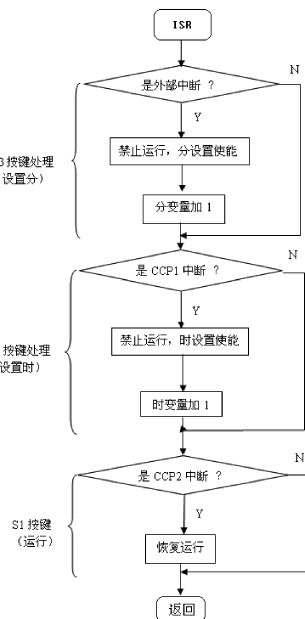 ISR
是外部中断 ？
N
Y
禁止运行，分设置使能
3 按键处理
设置分）
分变量加 1
是 CCP1 中断 ？
N
Y
禁止运行，时设置使能
按键处理
设置时）
时变量加 1
是 CCP2 中断 ？
N
Y
S1 按键
（运行）
恢复运行
返回